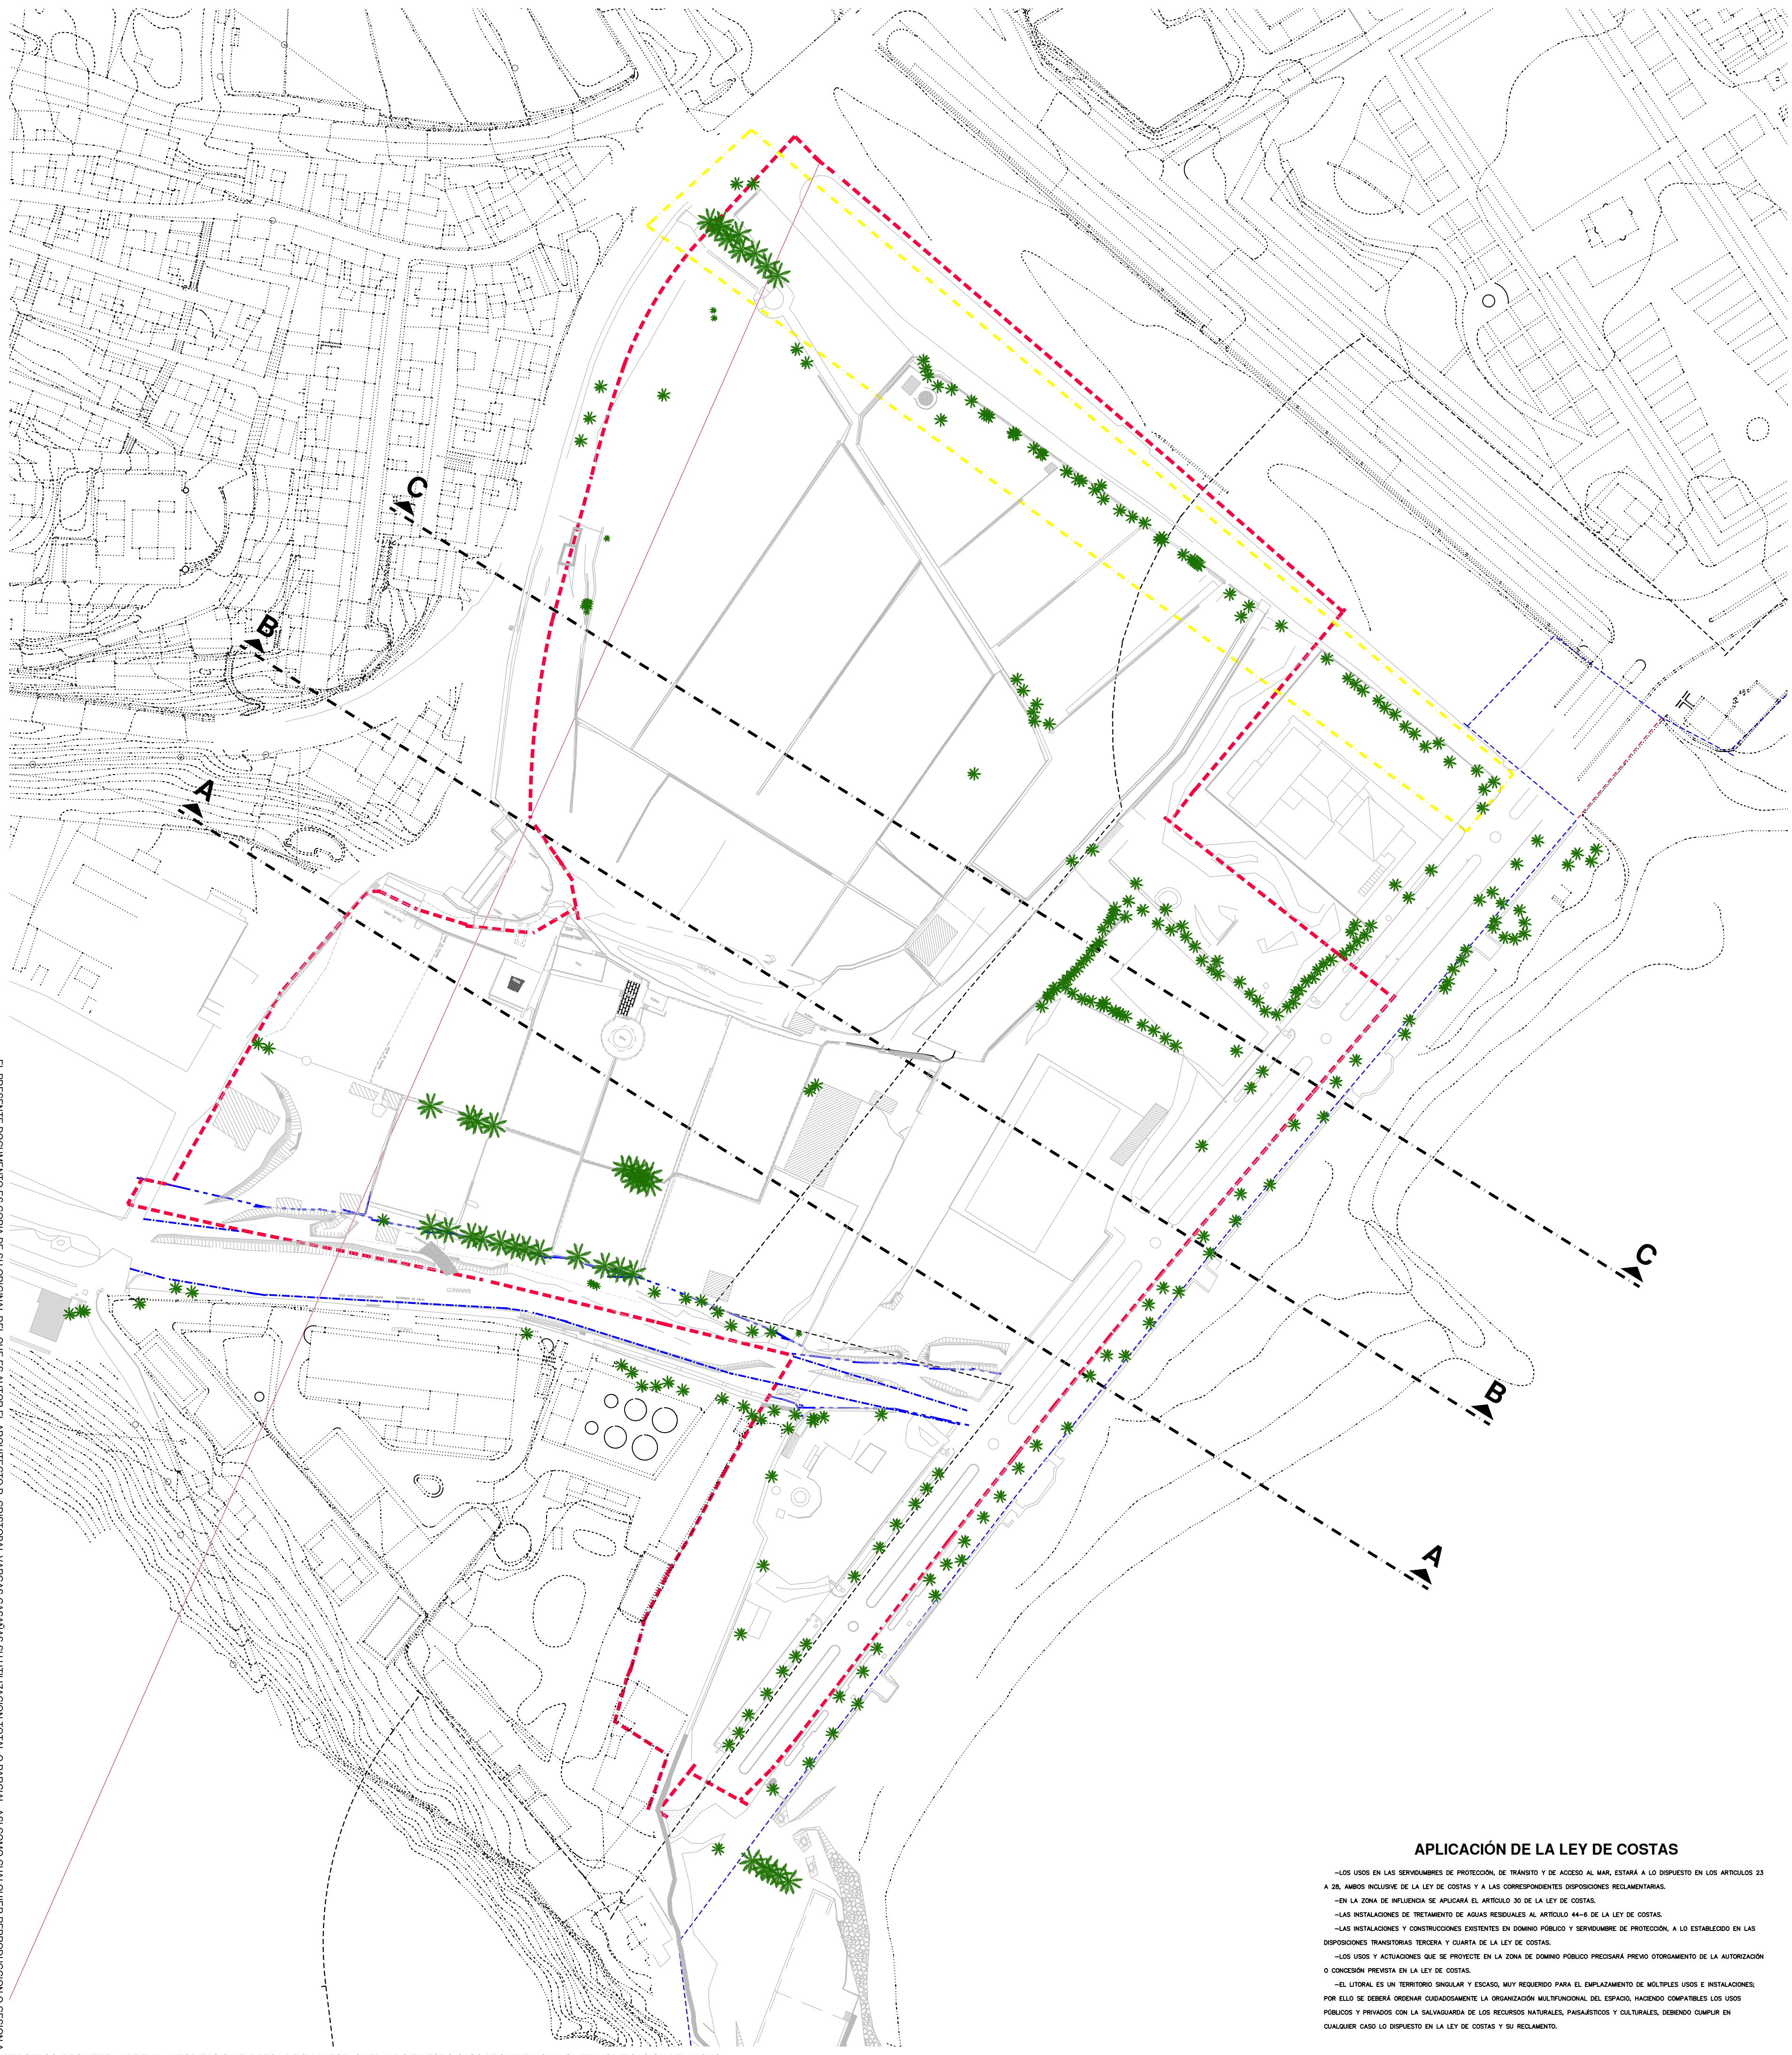 C
B
A
C
B
A
BARRANCO
APLICACIÓN DE LA LEY DE COSTAS
–LOS USOS EN LAS SERVIDUMBRES DE PROTECCIÓN, DE TRÁNSITO Y DE ACCESO AL MAR, ESTARÁ A LO DISPUESTO EN LOS ARTICULOS 23
A 28, AMBOS INCLUSIVE DE LA LEY DE COSTAS Y A LAS CORRESPONDIENTES DISPOSICIONES RECLAMENTARIAS.
–EN LA ZONA DE INFLUENCIA SE APLICARÁ EL ARTÍCULO 30 DE LA LEY DE COSTAS.
–LAS INSTALACIONES DE TRETAMIENTO DE AGUAS RESIDUALES AL ARTÍCULO 44–6 DE LA LEY DE COSTAS.
–LAS INSTALACIONES Y CONSTRUCCIONES EXISTENTES EN DOMINIO PÚBLICO Y SERVIDUMBRE DE PROTECCIÓN, A LO ESTABLECIDO EN LAS
DISPOSICIONES TRANSITORIAS TERCERA Y CUARTA DE LA LEY DE COSTAS.
–LOS USOS Y ACTUACIONES QUE SE PROYECTE EN LA ZONA DE DOMINIO PÚBLICO PRECISARÁ PREVIO OTORGAMIENTO DE LA AUTORIZACIÓN
O CONCESIÓN PREVISTA EN LA LEY DE COSTAS.
–EL LITORAL ES UN TERRITORIO SINGULAR Y ESCASO, MUY REQUERIDO PARA EL EMPLAZAMIENTO DE MÚLTIPLES USOS E INSTALACIONES;
POR ELLO SE DEBERÁ ORDENAR CUIDADOSAMENTE LA ORGANIZACIÓN MULTIFUNCIONAL DEL ESPACIO, HACIENDO COMPATIBLES LOS USOS
PÚBLICOS Y PRIVADOS CON LA SALVAGUARDA DE LOS RECURSOS NATURALES, PAISAJÍSTICOS Y CULTURALES, DEBIENDO CUMPLIR EN
CUALQUIER CASO LO DISPUESTO EN LA LEY DE COSTAS Y SU RECLAMENTO.